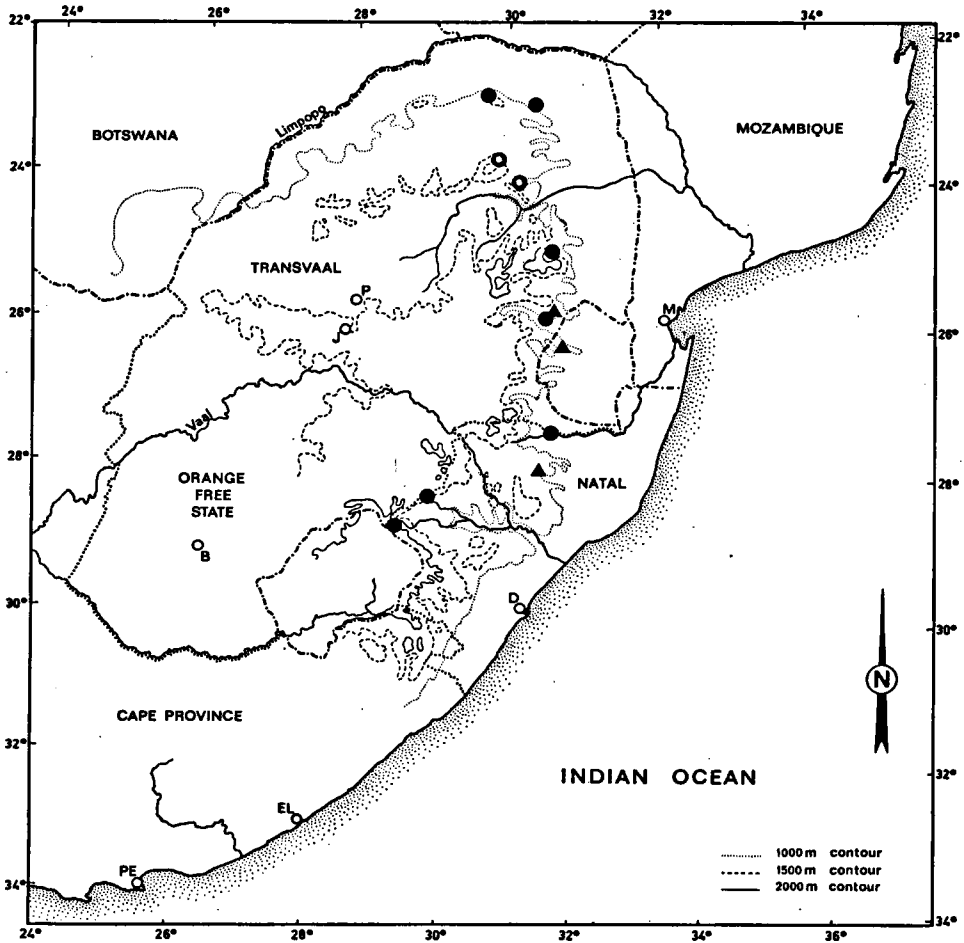 24° 26° 28° 30° 32° 34° 36°
22° 22°
BOTSWANA
Limpopo
MOZAMBIQUE
24° 24°
TRANSVAAL
P
26° 26°
J
M
Vaal
28° 28°
ORANGE
FREE
STATE
NATAL
B
30° 30°
D
N
CAPE PROVINCE
32° 32°
INDIAN OCEAN
EL
1000 m contour
1500 m contour
2000 m contour
PE
34° 34°
24° 26° 28° 30° 32° 34° 36°